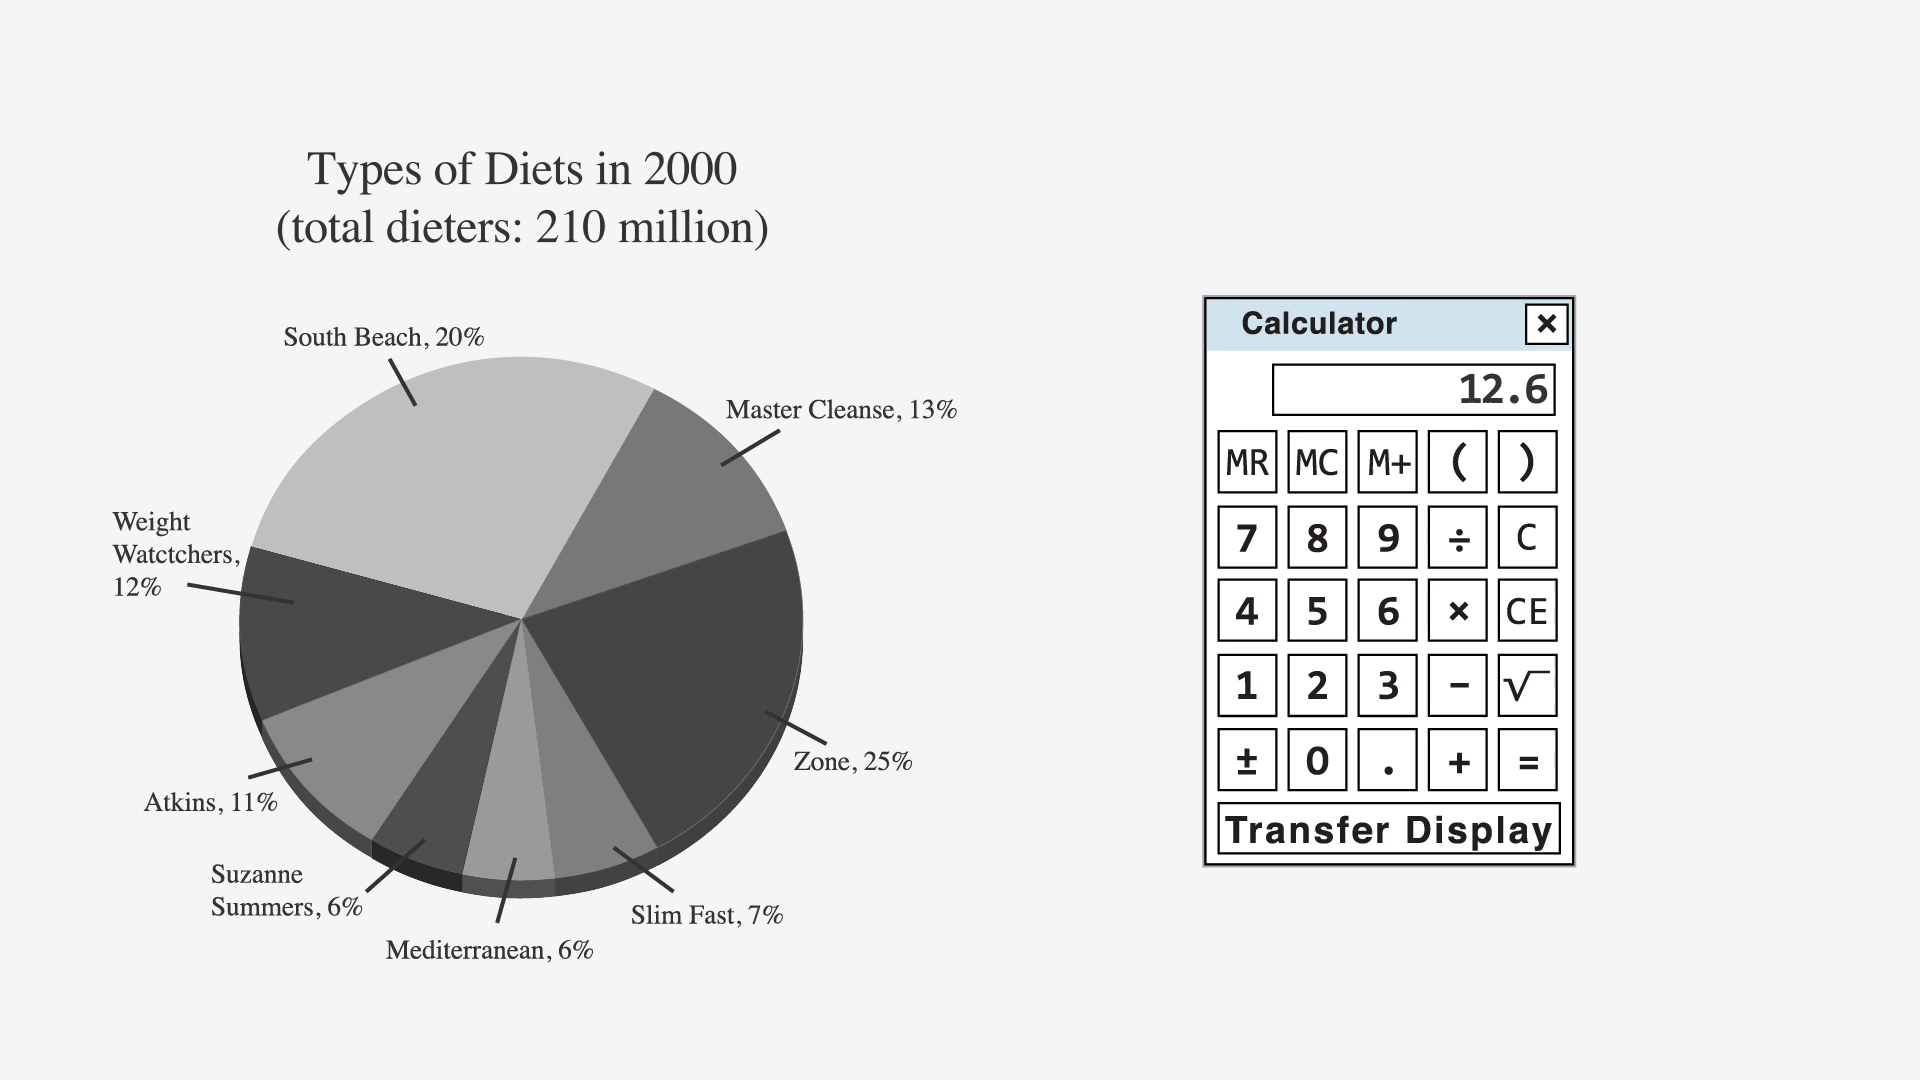 Types of Diets in 2000
(total dieters: 210 million)
South Beach, 20%
Master Cleanse, 13%
Weight
Watctchers,
12%
Zone, 25%
Atkins, 11%
Suzanne
Summers, 6%
Slim Fast, 7%
Mediterranean, 6%
Calculator ×
12.6
MR MC M+ ( )
7 8 9 ÷ C
4 5 6 × CE
1 2 3 − √
± 0 . + =
Transfer Display